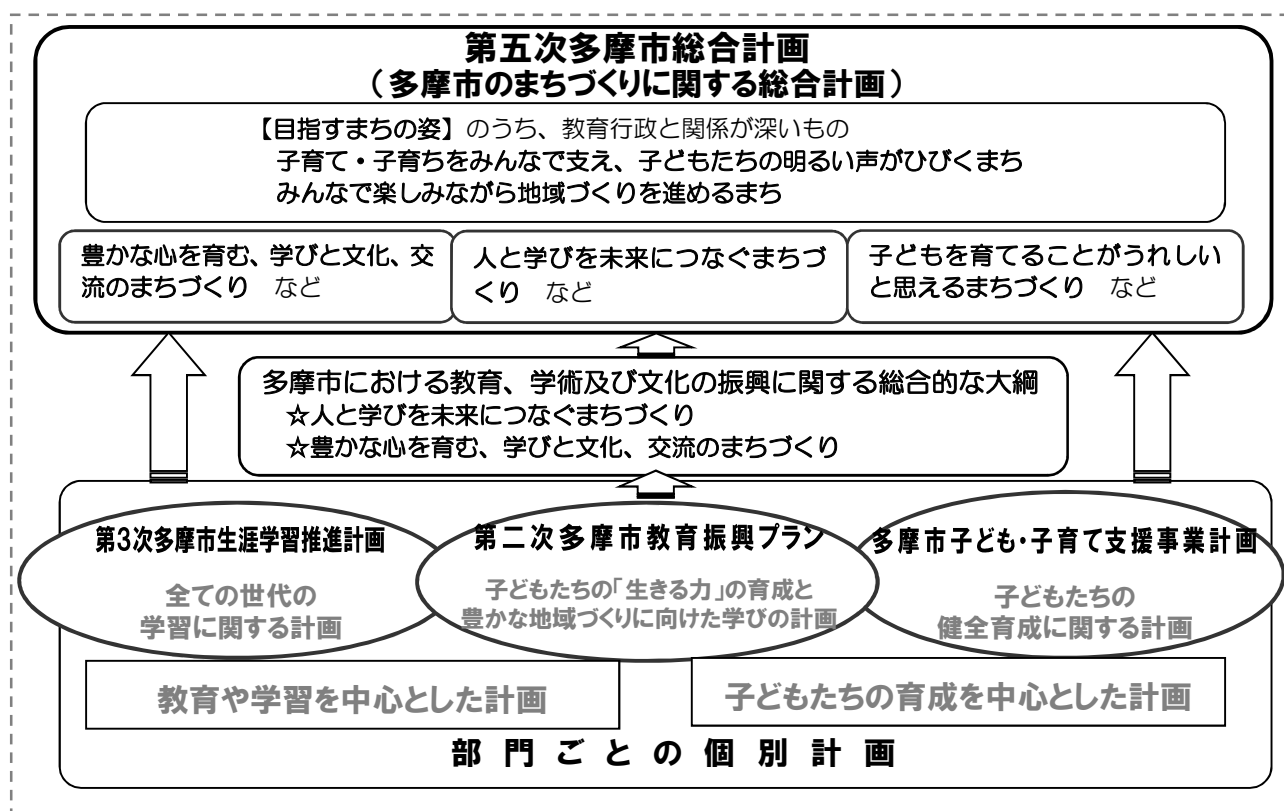 第五次多摩市総合計画
（多摩市のまちづくりに関する総合計画）
【目指すまちの姿】のうち、教育行政と関係が深いもの
子育て・子育ちをみんなで支え、子どもたちの明るい声がひびくまち
みんなで楽しみながら地域づくりを進めるまち
豊かな心を育む、学びと文化、交
流のまちづくり　など
人と学びを未来につなぐまちづ
くり　など
子どもを育てることがうれしい
と思えるまちづくり　など
多摩市における教育、学術及び文化の振興に関する総合的な大綱
☆人と学びを未来につなぐまちづくり
☆豊かな心を育む、学びと文化、交流のまちづくり
第3次多摩市生涯学習推進計画
全ての世代の
学習に関する計画
第二次多摩市教育振興プラン
子どもたちの「生きる力」の育成と
豊かな地域づくりに向けた学びの計画
多摩市子ども・子育て支援事業計画
子どもたちの
健全育成に関する計画
教育や学習を中心とした計画
子どもたちの育成を中心とした計画
部門ごとの個別計画